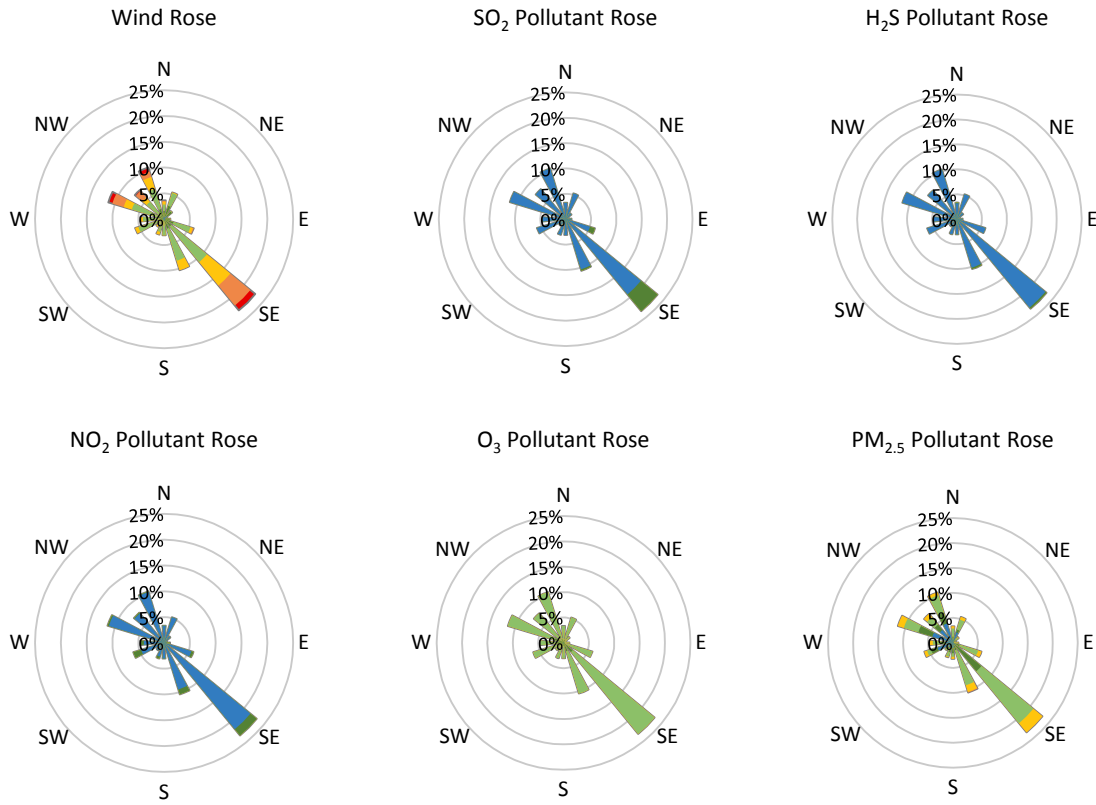 Wind Rose
N
25%
20%
15%
10%
5%
0%
NW
NE
W
E
SW
SE
S
SO2 Pollutant Rose
N
25%
20%
15%
10%
5%
0%
NW
NE
W
E
SW
SE
S
H2S Pollutant Rose
N
25%
20%
15%
10%
5%
0%
NW
NE
W
E
SW
SE
S
NO2 Pollutant Rose
N
25%
20%
15%
10%
5%
0%
NW
NE
W
E
SW
SE
S
O3 Pollutant Rose
N
25%
20%
15%
10%
5%
0%
NW
NE
W
E
SW
SE
S
PM2.5 Pollutant Rose
N
25%
20%
15%
10%
5%
0%
NW
NE
W
E
SW
SE
S